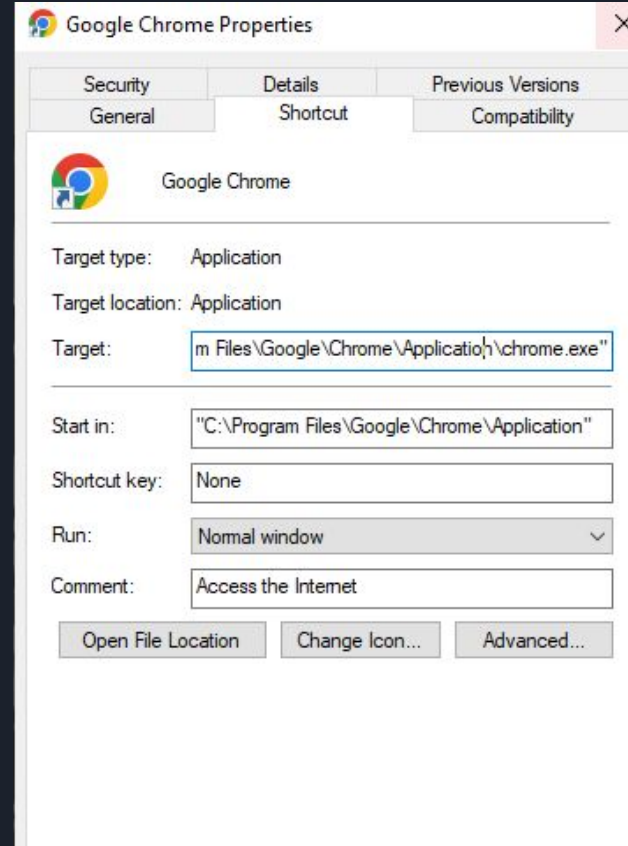 Google Chrome Properties
Security Details Previous Versions
General Shortcut Compatibility
Google Chrome
Target type: Application
Target location: Application
Target: m Files\Google\Chrome\Application\chrome.exe"
Start in: "C:\Program Files\Google\Chrome\Application"
Shortcut key: None
Run: Normal window
Comment: Access the Internet
Open File Location Change Icon... Advanced...